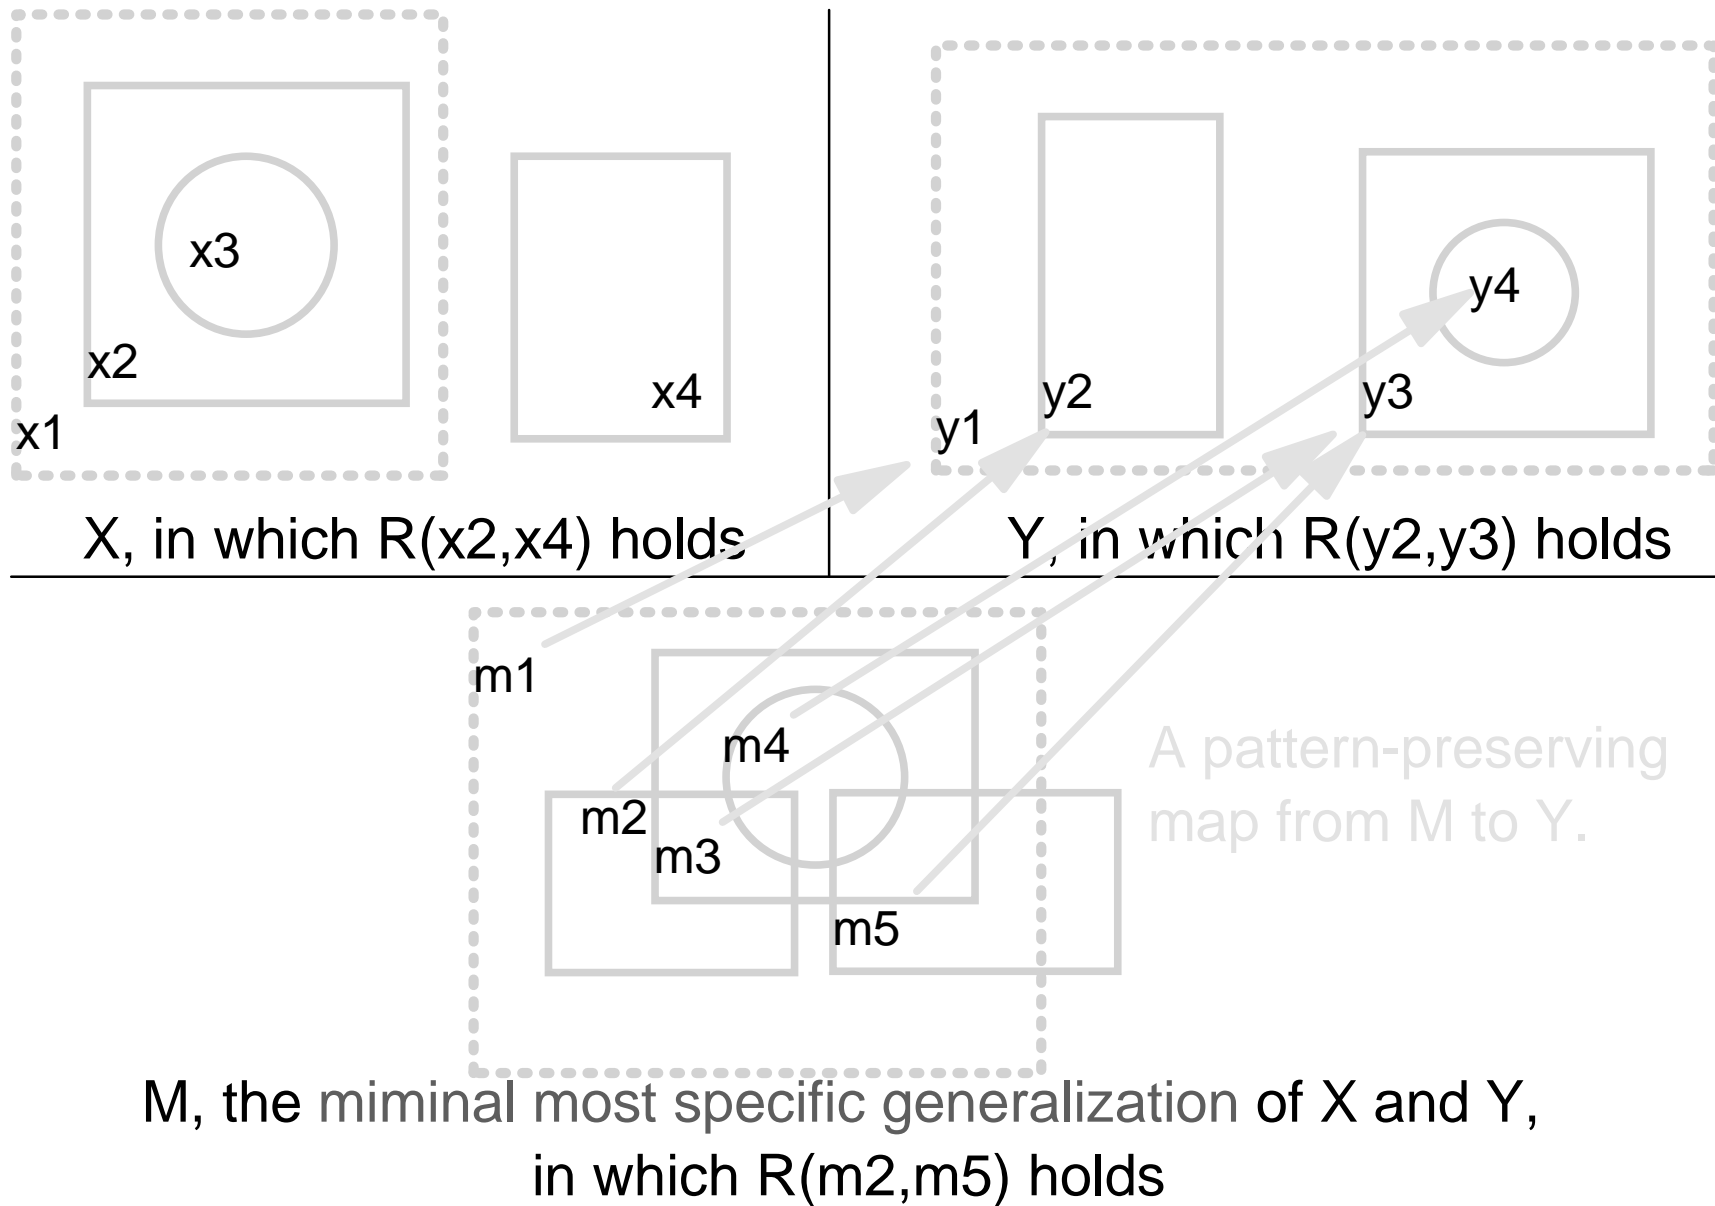 x3
x2
x4
x1
X, in which R(x2,x4) holds
y4
y2
y3
y1
Y, in which R(y2,y3) holds
m1
m4
m2
m3
m5
A pattern-preserving
map from M to Y.
M, the miminal most specific generalization of X and Y,
in which R(m2,m5) holds